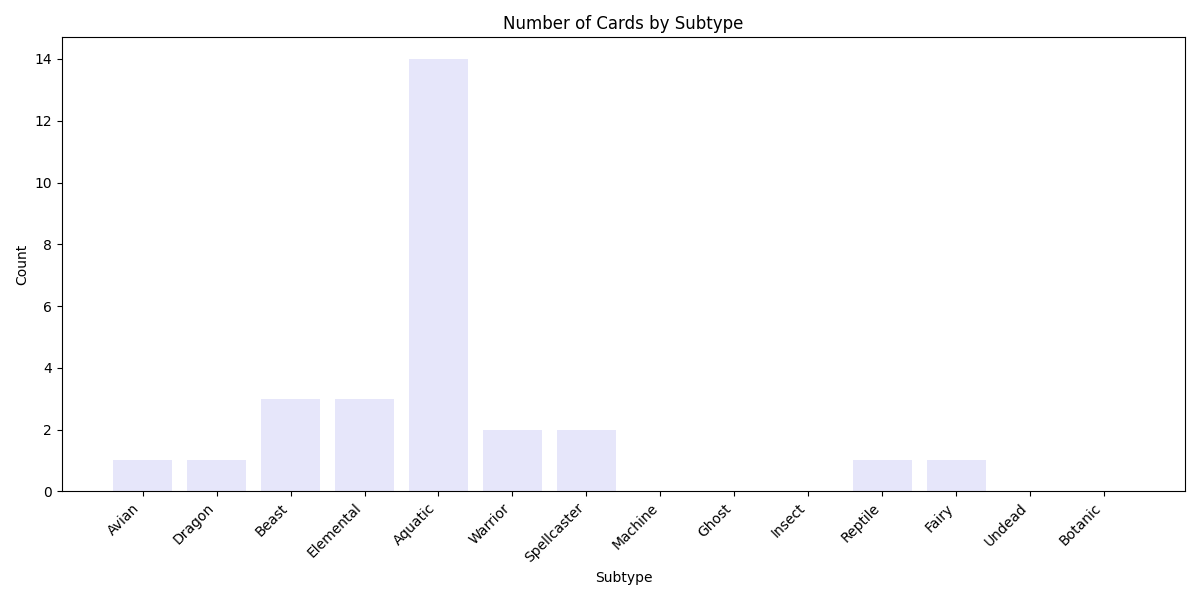 Number of Cards by Subtype
Count
14
12
10
8
6
4
2
0
Avian
Dragon
Beast
Elemental
Aquatic
Warrior
Spellcaster
Machine
Ghost
Insect
Reptile
Fairy
Undead
Botanic
Subtype